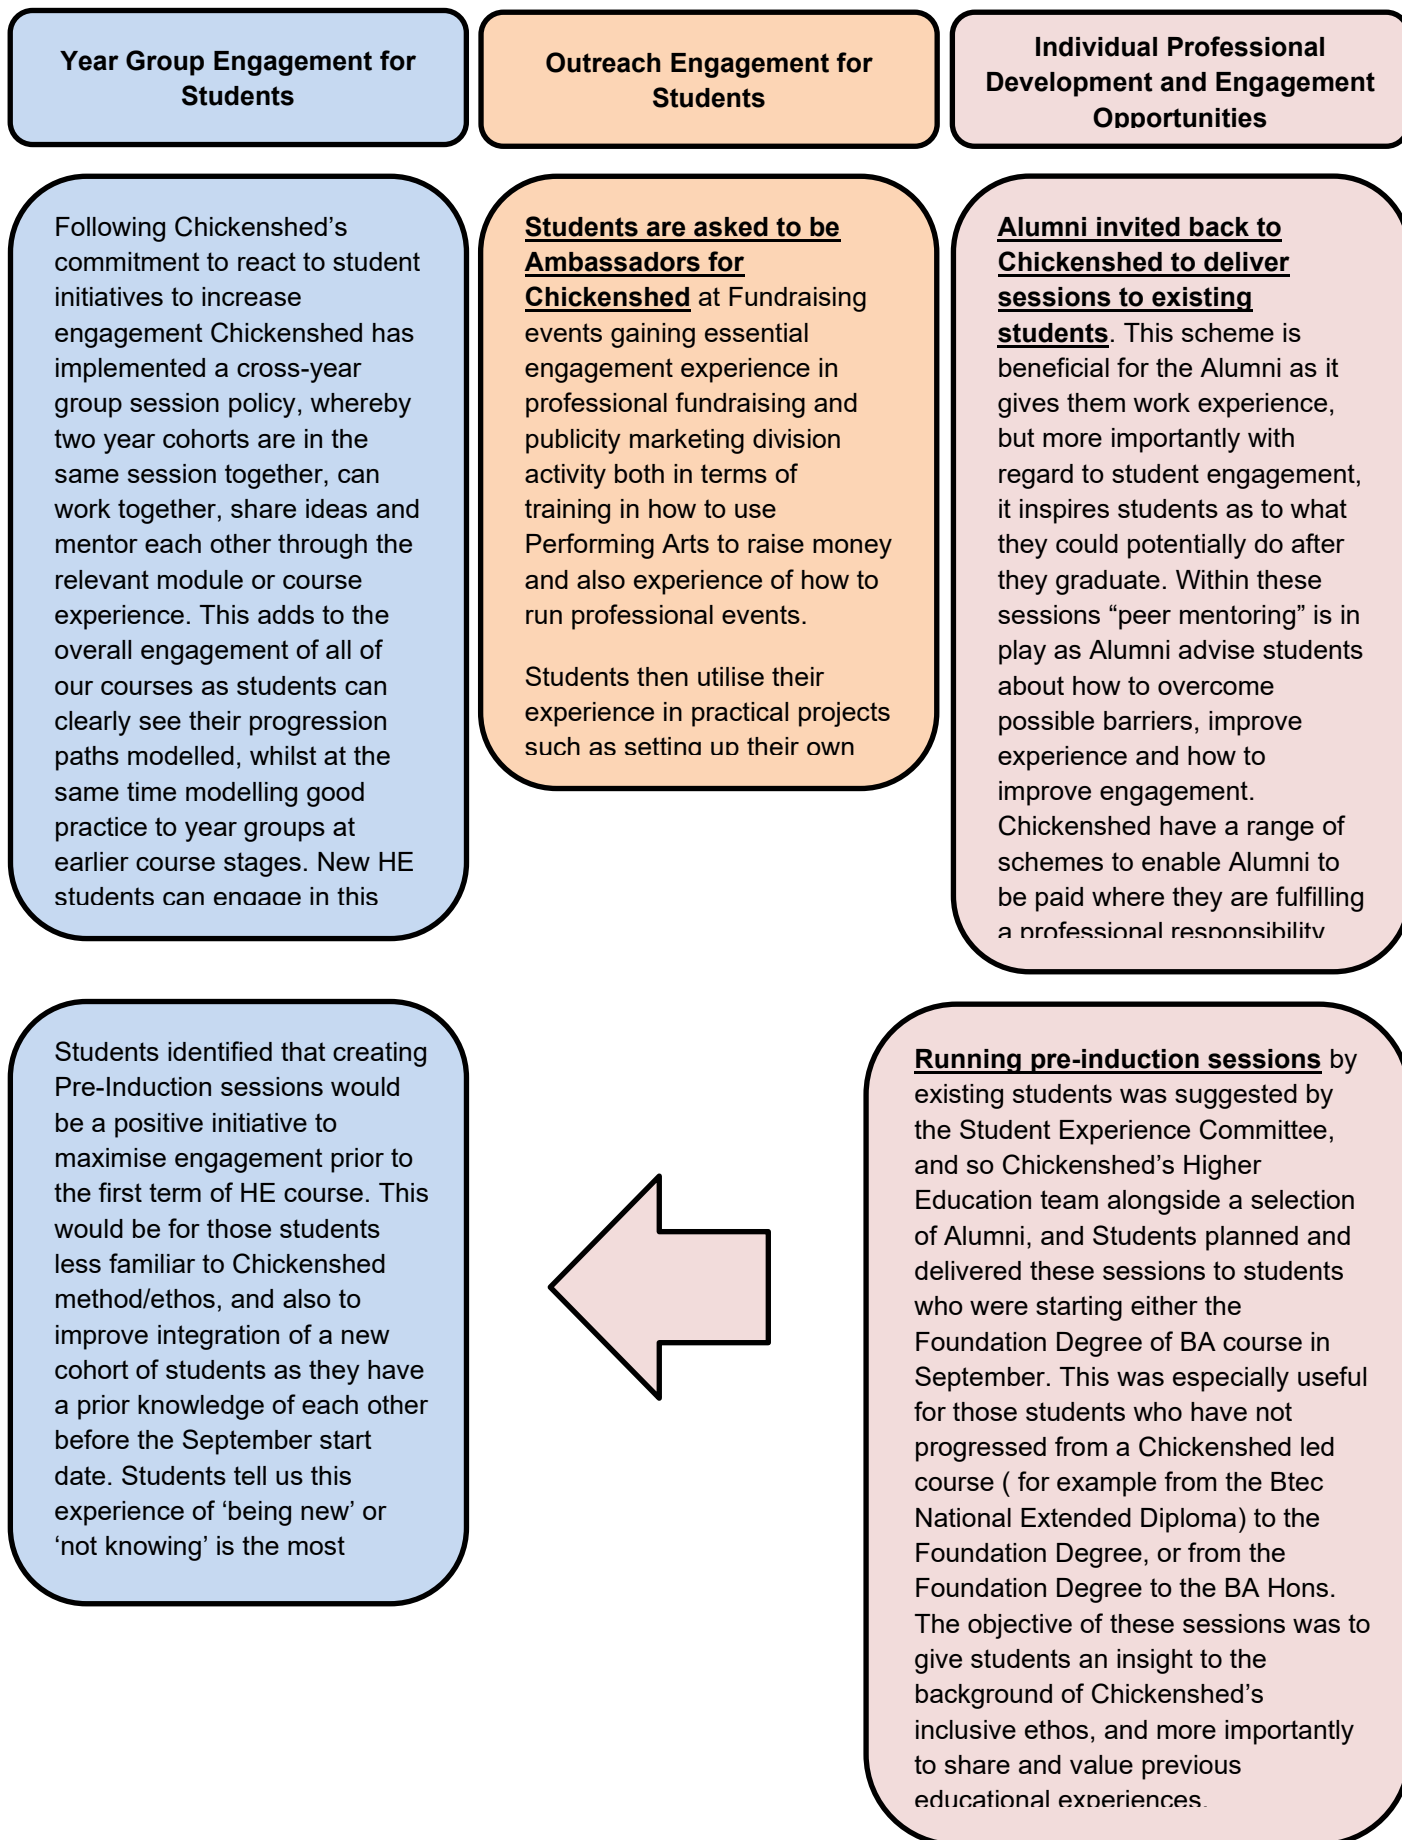 Year Group Engagement for
Students
Outreach Engagement for
Students
Individual Professional
Development and Engagement
Opportunities
Following Chickenshed’s
commitment to react to student
initiatives to increase
engagement Chickenshed has
implemented a cross-year
group session policy, whereby
two year cohorts are in the
same session together, can
work together, share ideas and
mentor each other through the
relevant module or course
experience. This adds to the
overall engagement of all of
our courses as students can
clearly see their progression
paths modelled, whilst at the
same time modelling good
practice to year groups at
earlier course stages. New HE
students can engage in this
Students are asked to be
Ambassadors for
Chickenshed at Fundraising
events gaining essential
engagement experience in
professional fundraising and
publicity marketing division
activity both in terms of
training in how to use
Performing Arts to raise money
and also experience of how to
run professional events.
Students then utilise their
experience in practical projects
such as setting up their own
Alumni invited back to
Chickenshed to deliver
sessions to existing
students. This scheme is
beneficial for the Alumni as it
gives them work experience,
but more importantly with
regard to student engagement,
it inspires students as to what
they could potentially do after
they graduate. Within these
sessions “peer mentoring” is in
play as Alumni advise students
about how to overcome
possible barriers, improve
experience and how to
improve engagement.
Chickenshed have a range of
schemes to enable Alumni to
be paid where they are fulfilling
a professional responsibility
Students identified that creating
Pre-Induction sessions would
be a positive initiative to
maximise engagement prior to
the first term of HE course. This
would be for those students
less familiar to Chickenshed
method/ethos, and also to
improve integration of a new
cohort of students as they have
a prior knowledge of each other
before the September start
date. Students tell us this
experience of ‘being new’ or
‘not knowing’ is the most
Running pre-induction sessions by
existing students was suggested by
the Student Experience Committee,
and so Chickenshed’s Higher
Education team alongside a selection
of Alumni, and Students planned and
delivered these sessions to students
who were starting either the
Foundation Degree of BA course in
September. This was especially useful
for those students who have not
progressed from a Chickenshed led
course ( for example from the Btec
National Extended Diploma) to the
Foundation Degree, or from the
Foundation Degree to the BA Hons.
The objective of these sessions was to
give students an insight to the
background of Chickenshed’s
inclusive ethos, and more importantly
to share and value previous
educational experiences.